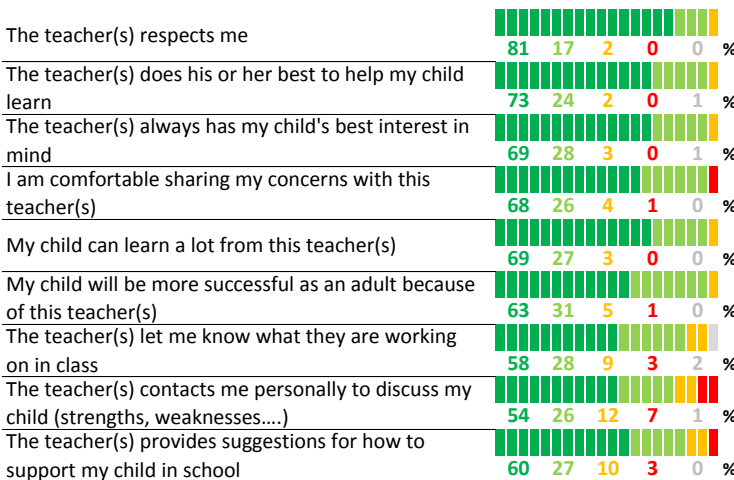 The teacher(s) respects me
81 17 2 0 0 %
The teacher(s) does his or her best to help my child
learn
73 24 2 0 1 %
The teacher(s) always has my child's best interest in
mind
69 28 3 0 1 %
I am comfortable sharing my concerns with this
teacher(s)
68 26 4 1 0 %
My child can learn a lot from this teacher(s)
69 27 3 0 0 %
My child will be more successful as an adult because
of this teacher(s)
63 31 5 1 0 %
The teacher(s) let me know what they are working
on in class
58 28 9 3 2 %
The teacher(s) contacts me personally to discuss my
child (strengths, weaknesses....)
54 26 12 7 1 %
The teacher(s) provides suggestions for how to
support my child in school
60 27 10 3 0 %